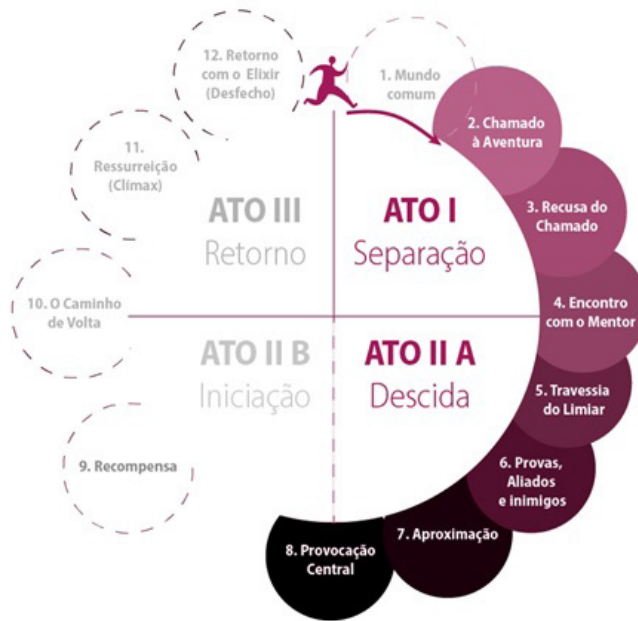 12. Retorno
com o Elixir
(Desfecho)
1. Mundo
comum
2. Chamado
à Aventura
3. Recusa do
Chamado
4. Encontro
com o Mentor
5. Travessia
do Limiar
6. Provas,
Aliados
e inimigos
7. Aproximação
8. Provocação
Central
9. Recompensa
10. O Caminho
de Volta
11.
Ressurreição
(Clímax)
ATO III
Retorno
ATO I
Separação
ATO II B
Iniciação
ATO II A
Descida